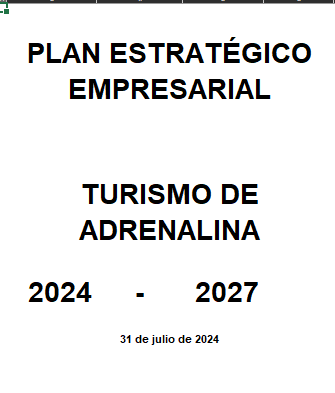 PLAN ESTRATÉGICO
EMPRESARIAL
TURISMO DE
ADRENALINA
2024 - 2027
31 de julio de 2024